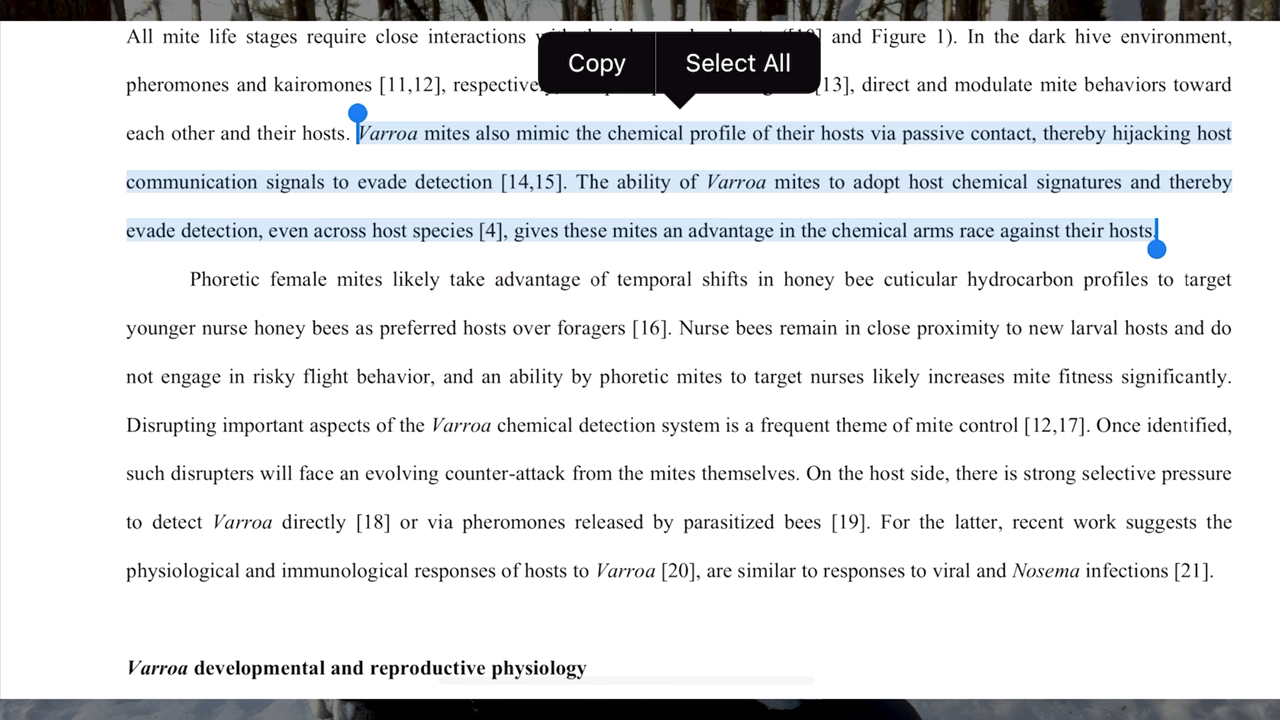 Copy Select All
All mite life stages require close interactions and Figure 1). In the dark hive environment,
pheromones and kairomones [11,12], [13], direct and modulate mite behaviors toward
each other and their hosts. Varroa mites also mimic the chemical profile of their hosts via passive contact, thereby hijacking host
communication signals to evade detection [14,15]. The ability of Varroa mites to adopt host chemical signatures and thereby
evade detection, even across host species [4], gives these mites an advantage in the chemical arms race against their hosts.
Phoretic female mites likely take advantage of temporal shifts in honey bee cuticular hydrocarbon profiles to target
younger nurse honey bees as preferred hosts over foragers [16]. Nurse bees remain in close proximity to new larval hosts and do
not engage in risky flight behavior, and an ability by phoretic mites to target nurses likely increases mite fitness significantly.
Disrupting important aspects of the Varroa chemical detection system is a frequent theme of mite control [12,17]. Once identified,
such disrupters will face an evolving counter-attack from the mites themselves. On the host side, there is strong selective pressure
to detect Varroa directly [18] or via pheromones released by parasitized bees [19]. For the latter, recent work suggests the
physiological and immunological responses of hosts to Varroa [20], are similar to responses to viral and Nosema infections [21].
Varroa developmental and reproductive physiology